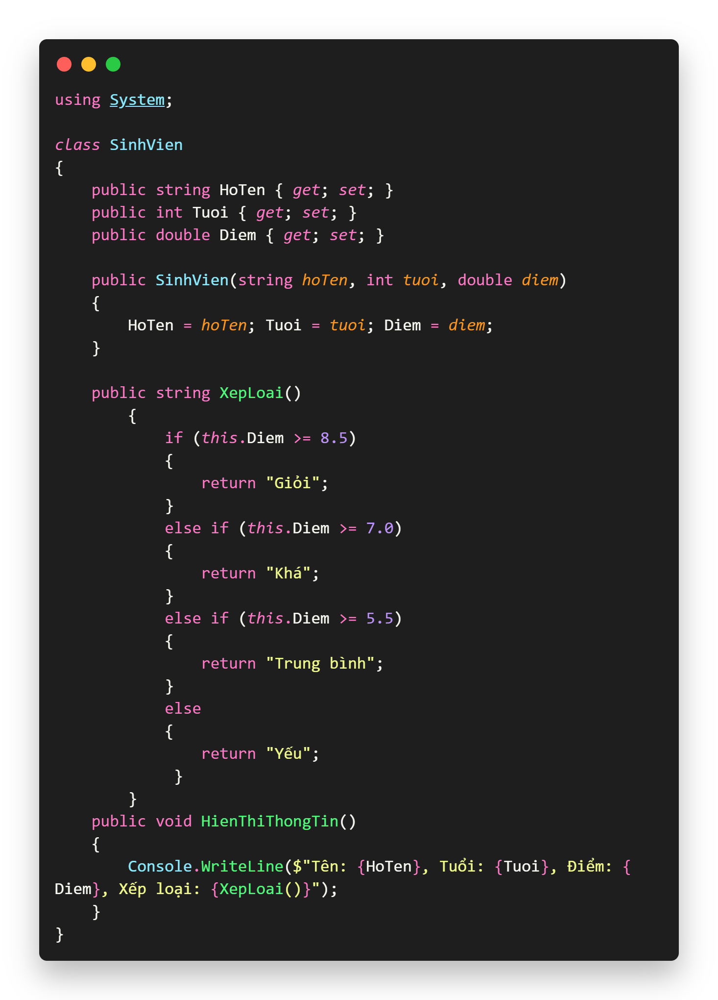 using System;

class SinhVien
{
    public string HoTen { get; set; }
    public int Tuoi { get; set; }
    public double Diem { get; set; }

    public SinhVien(string hoTen, int tuoi, double diem)
    {
        HoTen = hoTen; Tuoi = tuoi; Diem = diem;
    }

    public string XepLoai()
        {
            if (this.Diem >= 8.5)
            {
                return "Giỏi";
            }
            else if (this.Diem >= 7.0)
            {
                return "Khá";
            }
            else if (this.Diem >= 5.5)
            {
                return "Trung bình";
            }
            else
            {
                return "Yếu";
             }
        }
    public void HienThiThongTin()
    {
        Console.WriteLine($"Tên: {HoTen}, Tuổi: {Tuoi}, Điểm: {
Diem}, Xếp loại: {XepLoai()}");
    }
}